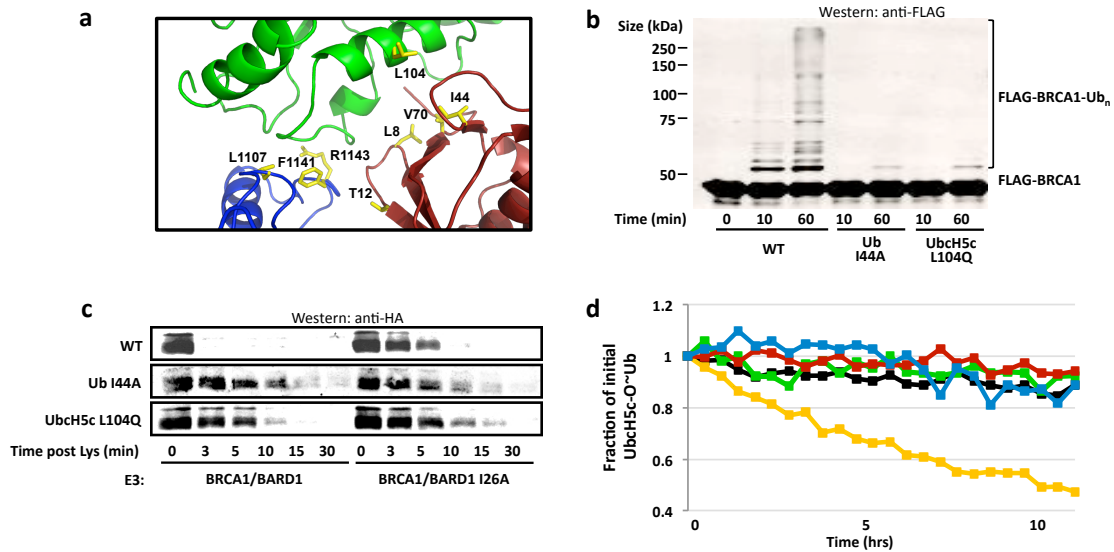 a
L104
I44
V70
L8
L1107
F1141
R1143
T12
b
Western: anti-FLAG
Size (kDa)
250
150
100
75
50
FLAG-BRCA1-Ubn
FLAG-BRCA1
Time (min)
0 10 60 10 60 10 60
WT
Ub
I44A
UbcH5c
L104Q
c
Western: anti-HA
WT
Ub I44A
UbcH5c L104Q
Time post Lys (min) 0 3 5 10 15 30 0 3 5 10 15 30
E3: BRCA1/BARD1 BRCA1/BARD1 I26A
d
Fraction of iniital
UbcH5c-O~Ub
1.2
1
0.8
0.6
0.4
0 5 10
Time (hrs)